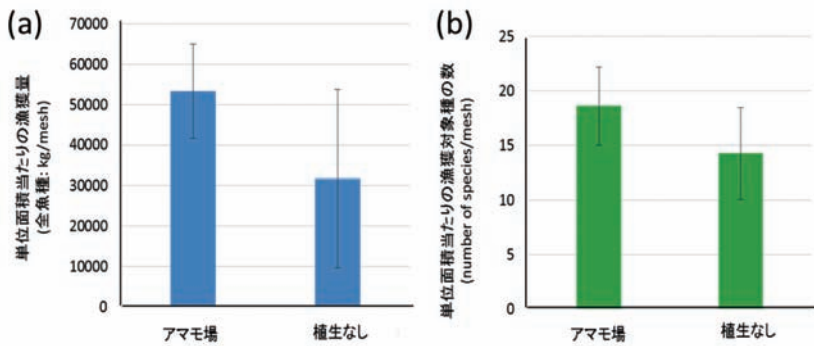 (a)
単位面積当たりの漁獲量
(全魚種: kg/mesh)
70000
60000
50000
40000
30000
20000
10000
0
アマモ場
植生なし
(b)
単位面積当たりの漁獲対象種の数
(number of species/mesh)
25
20
15
10
5
0
アマモ場
植生なし